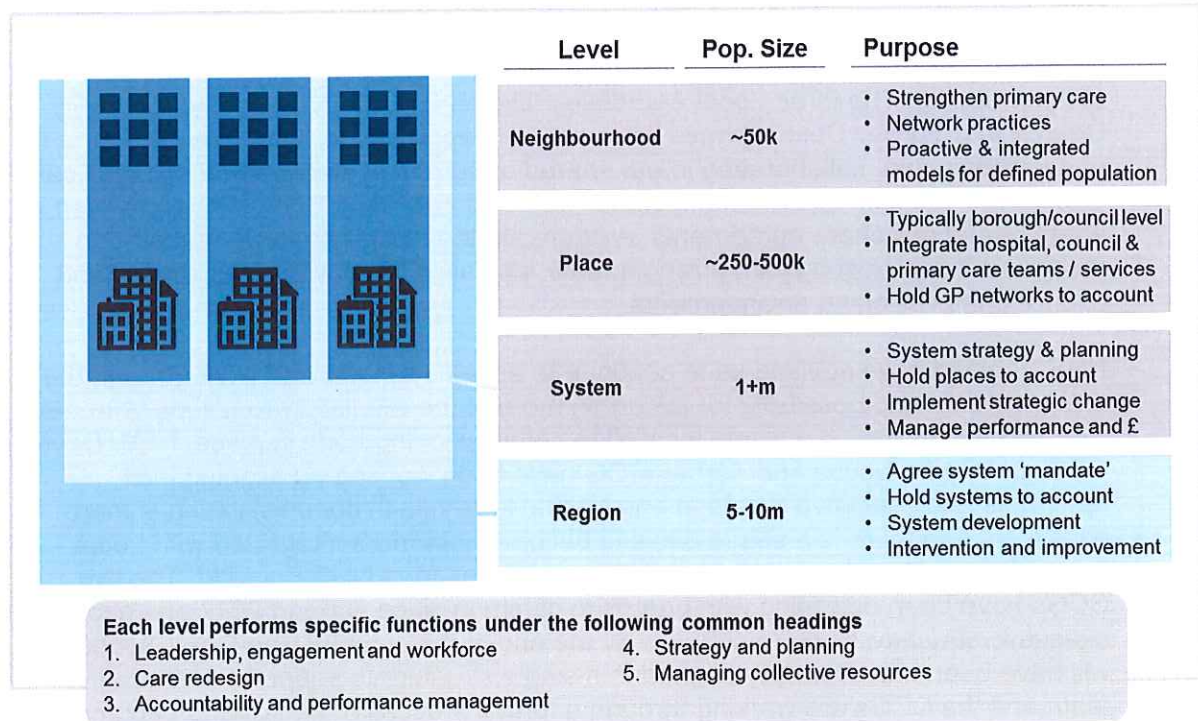 Level Pop. Size Purpose
Neighbourhood ~50k
• Strengthen primary care
• Network practices
• Proactive & integrated
models for defined population
Place ~250-500k
• Typically borough/council level
• Integrate hospital, council &
primary care teams / services
• Hold GP networks to account
System 1+m
• System strategy & planning
• Hold places to account
• Implement strategic change
• Manage performance and £
Region 5-10m
• Agree system ‘mandate’
• Hold systems to account
• System development
• Intervention and improvement
Each level performs specific functions under the following common headings
1. Leadership, engagement and workforce
2. Care redesign
3. Accountability and performance management
4. Strategy and planning
5. Managing collective resources